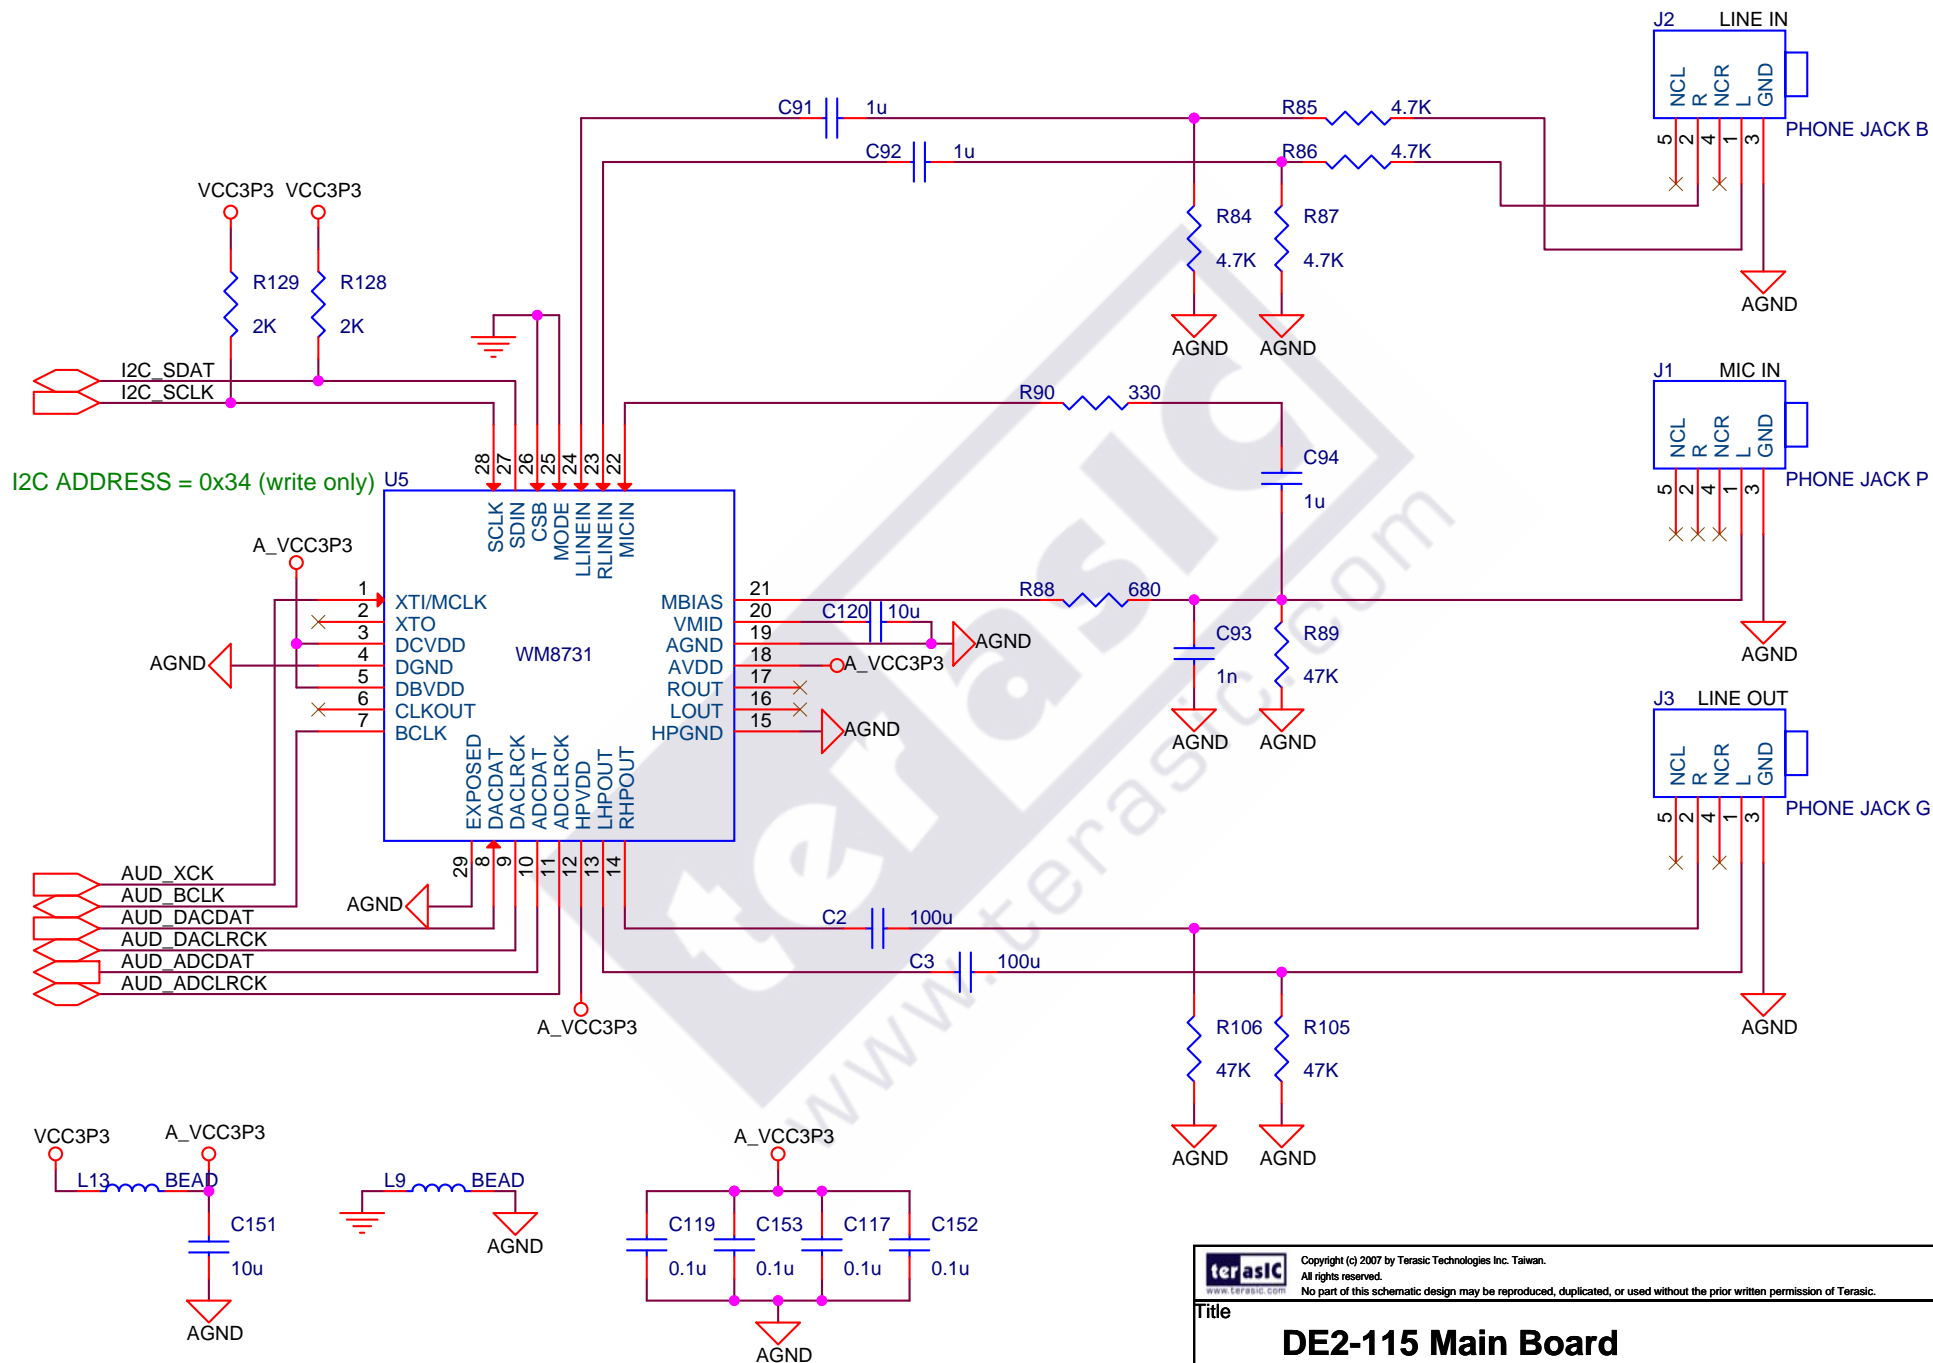 J2 LINE IN
NCL R NCR L GND
5 2 4 1 3
PHONE JACK B
AGND
C91 1u
R85 4.7K
C92 1u
R86 4.7K
R84 4.7K
R87 4.7K
AGND AGND
VCC3P3 VCC3P3
R129 2K
R128 2K
I2C_SDAT
I2C_SCLK
J1 MIC IN
NCL R NCR L GND
5 2 4 1 3
PHONE JACK P
AGND
R90 330
C94 1u
I2C ADDRESS = 0x34 (write only)
U5
28 27 26 25 24 23 22
SCLK SDIN CSB MODE LLINEIN RLINEIN MICIN
A_VCC3P3
1 XTI/MCLK
2 XTO
3 DCVDD
4 DGND
5 DBVDD
6 CLKOUT
7 BCLK
AGND
WM8731
MBIAS 21
VMID 20
AGND 19
AVDD 18
ROUT 17
LOUT 16
HPGND 15
R88 680
C120 10u
AGND
A_VCC3P3
AGND
C93 1n
R89 47K
AGND AGND
EXPOSED DACDAT DACLRCK ADCDAT ADCLRCK HPVDD LHPOUT RHPOUT
29 8 9 10 11 12 13 14
J3 LINE OUT
NCL R NCR L GND
5 2 4 1 3
PHONE JACK G
AGND
AUD_XCK
AUD_BCLK
AUD_DACDAT
AUD_DACLRCK
AUD_ADCDAT
AUD_ADCLRCK
AGND
A_VCC3P3
C2 100u
C3 100u
R106 47K
R105 47K
AGND AGND
VCC3P3 A_VCC3P3
L13 BEAD
C151 10u
AGND
L9 BEAD
AGND
A_VCC3P3
C119 0.1u
C153 0.1u
C117 0.1u
C152 0.1u
AGND
terasic
www.terasic.com
terasic
www.terasic.com
Copyright (c) 2007 by Terasic Technologies Inc. Taiwan.
All rights reserved.
No part of this schematic design may be reproduced, duplicated, or used without the prior written permission of Terasic.
Title
DE2-115 Main Board